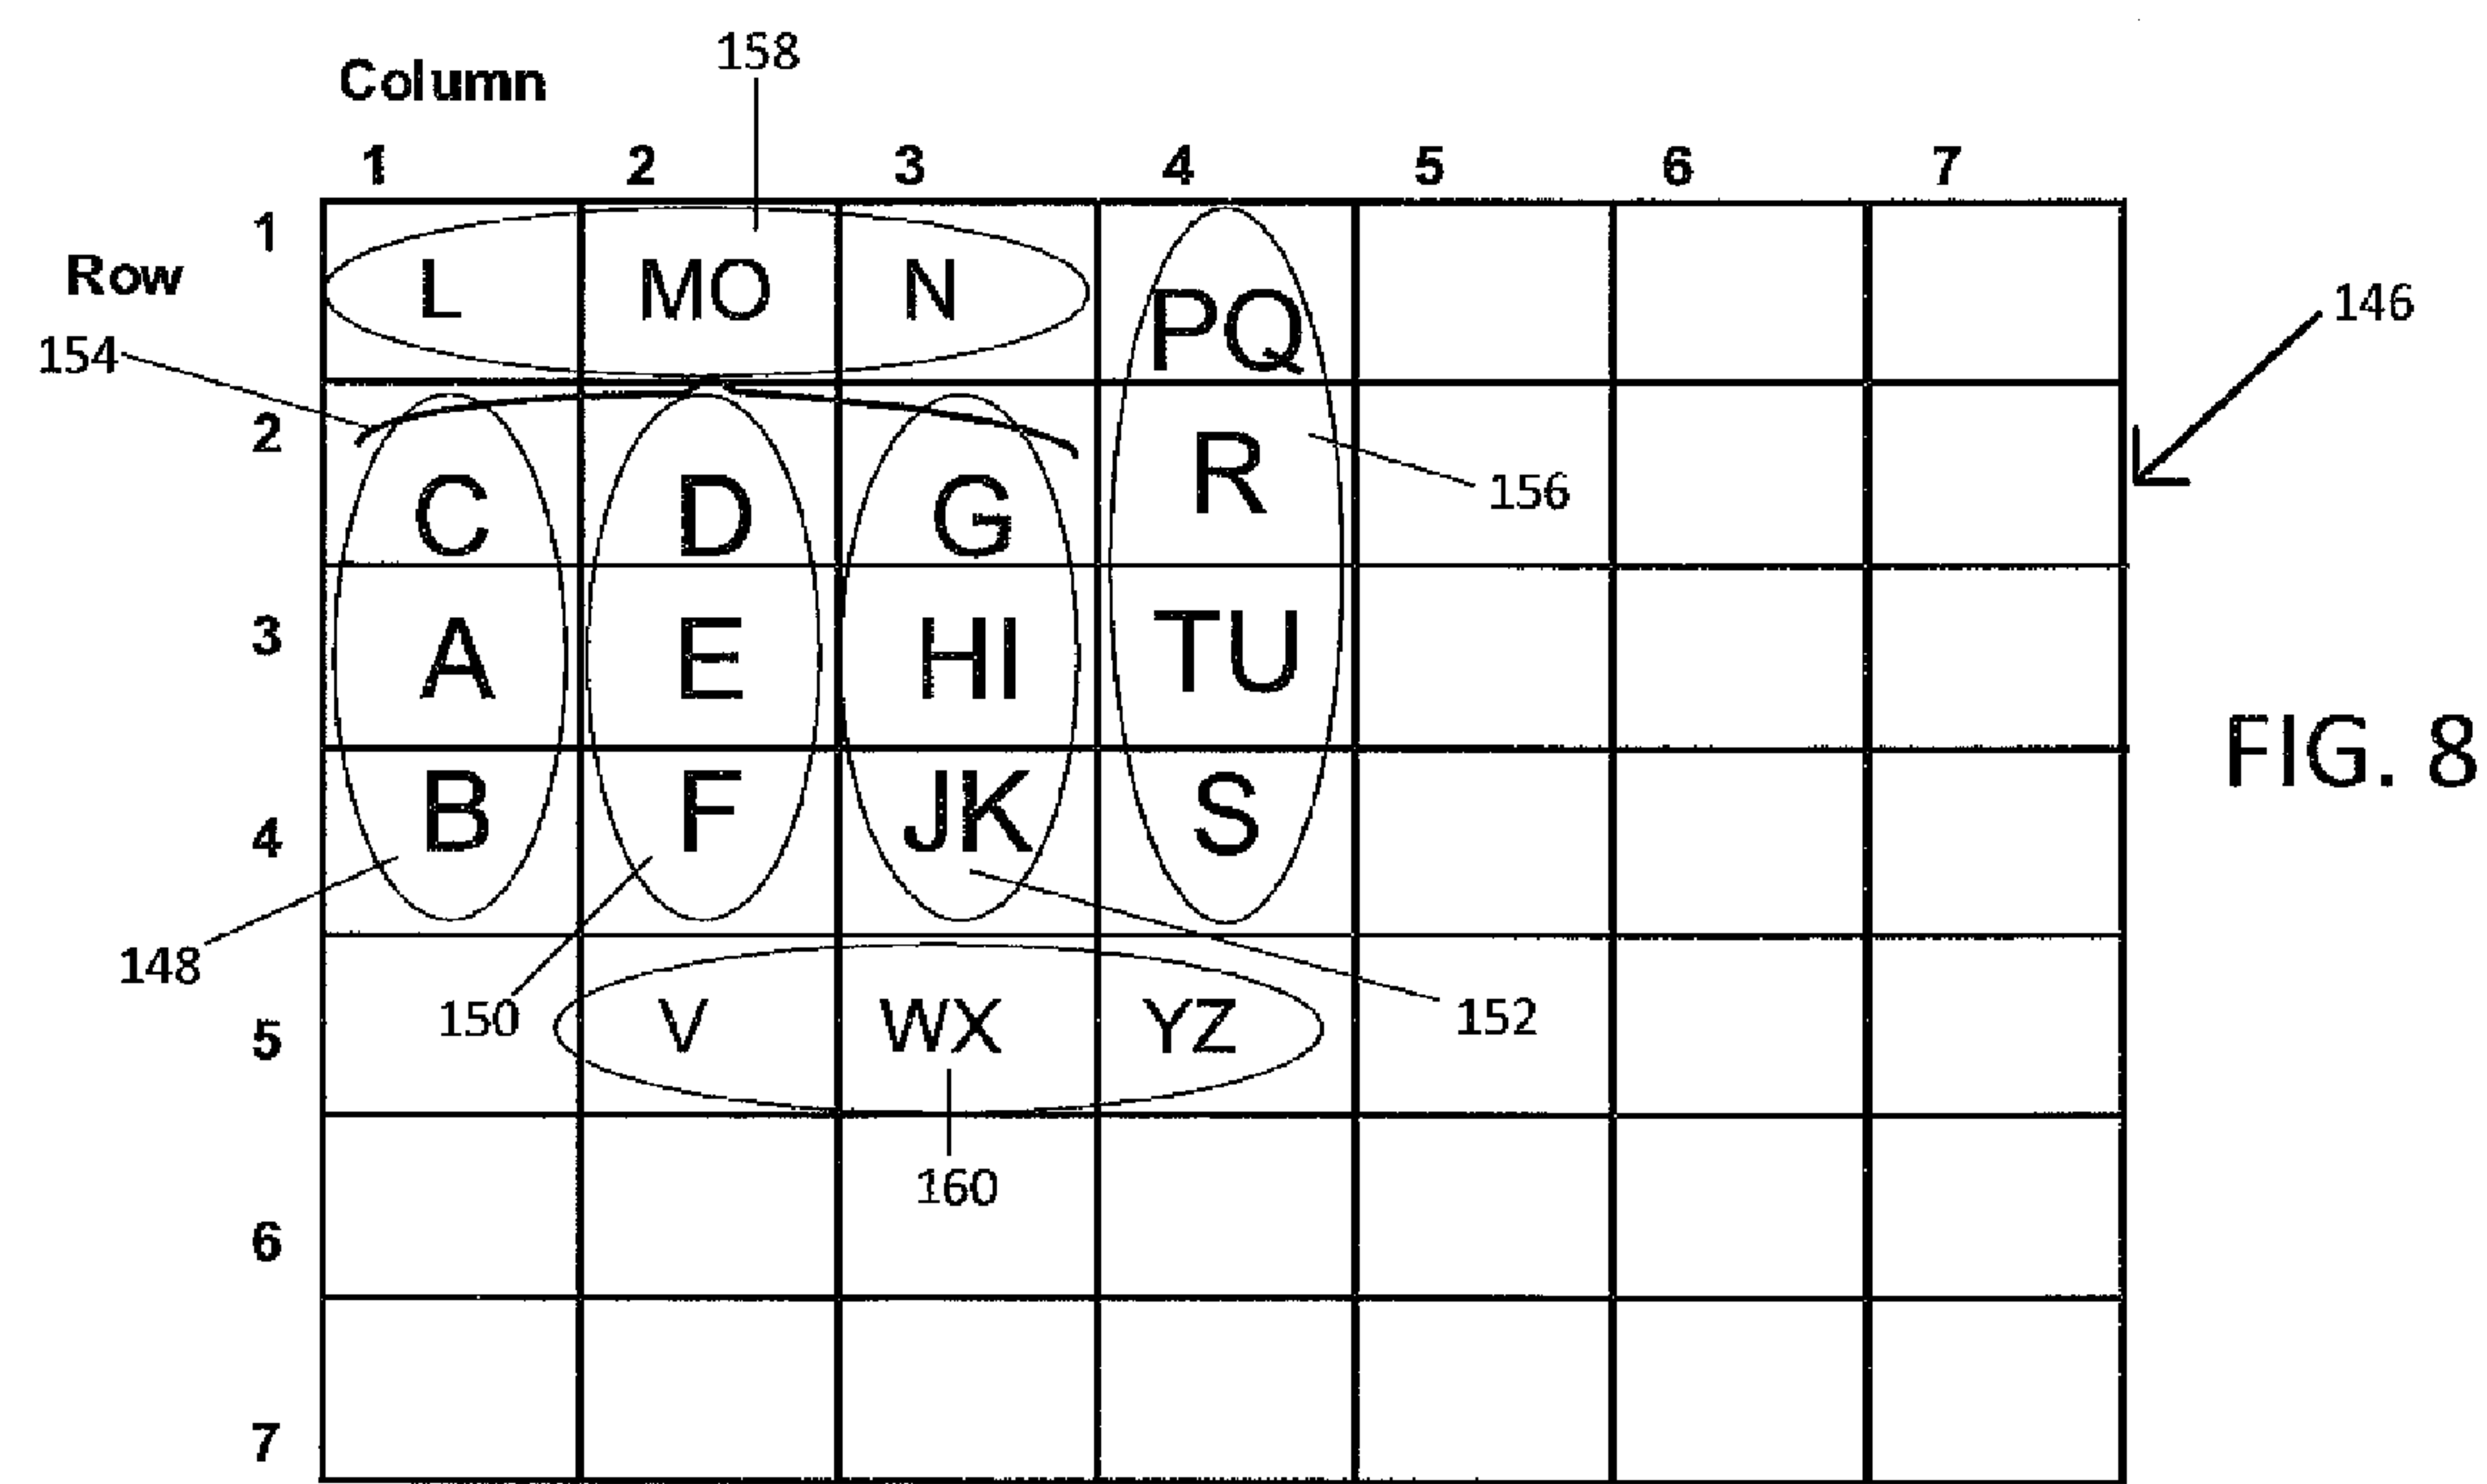 158
Column
1 2 3 4 5 6 7
1
Row
L MO N PQ
146
154
2
C D G R
156
3
A E HI TU
FIG. 8
4
B F JK S
148
150
152
5
V WX YZ
160
6
7